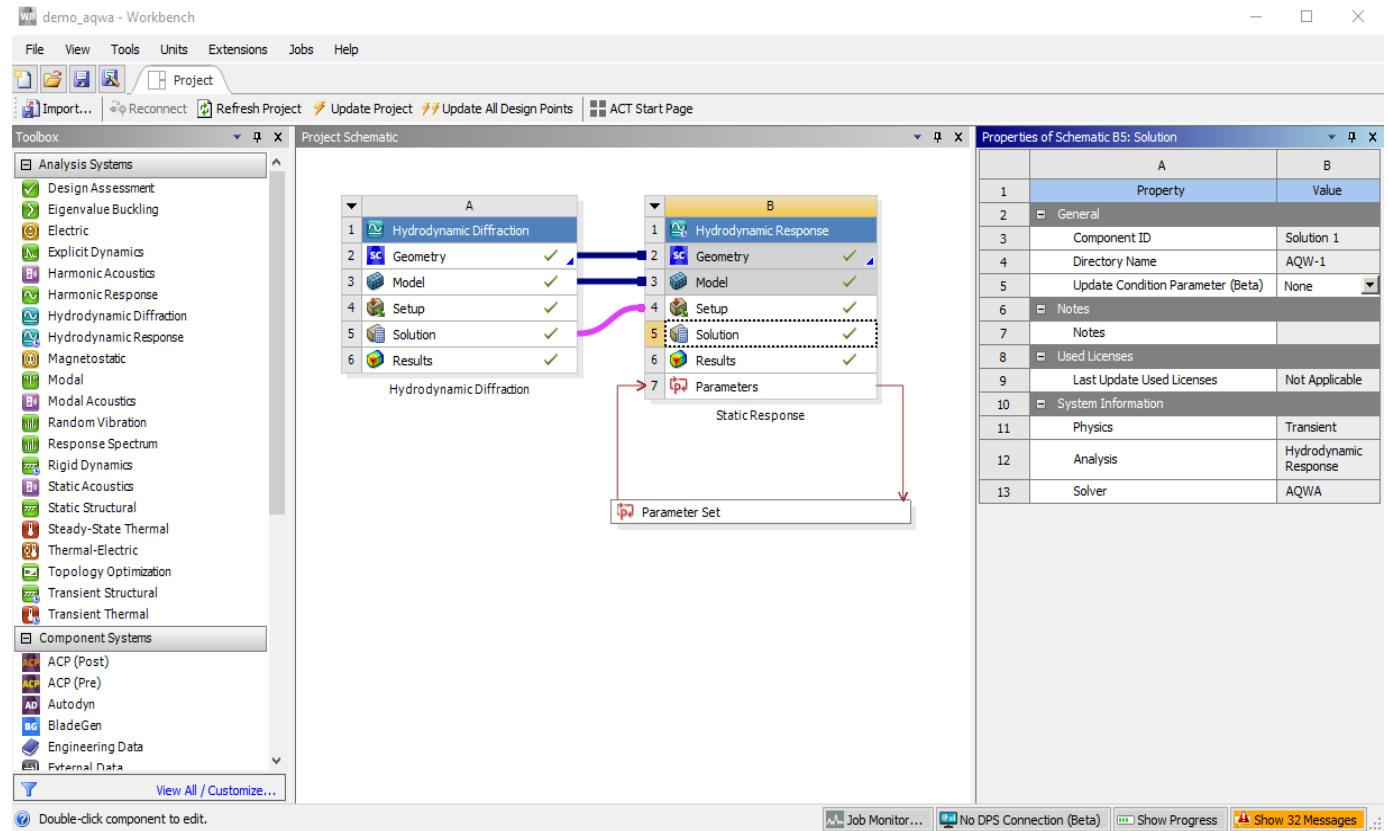 WB demo_aqwa - Workbench
File View Tools Units Extensions Jobs Help
Project
Import... Reconnect Refresh Project Update Project Update All Design Points ACT Start Page
Toolbox
Analysis Systems
Design Assessment
Eigenvalue Buckling
Electric
Explicit Dynamics
Harmonic Acoustics
Harmonic Response
Hydrodynamic Diffraction
Hydrodynamic Response
Magnetostatic
Modal
Modal Acoustics
Random Vibration
Response Spectrum
Rigid Dynamics
Static Acoustics
Static Structural
Steady-State Thermal
Thermal-Electric
Topology Optimization
Transient Structural
Transient Thermal
Component Systems
ACP ACP (Post)
ACP ACP (Pre)
AD Autodyn
BG BladeGen
Engineering Data
External Data
View All / Customize...
Project Schematic
A
1 Hydrodynamic Diffraction
2 SC Geometry
3 Model
4 Setup
5 Solution
6 Results
Hydrodynamic Diffraction
B
1 Hydrodynamic Response
2 SC Geometry
3 Model
4 Setup
5 Solution
6 Results
7 Parameters
Static Response
Parameter Set
Properties of Schematic B5: Solution
A B
1 Property Value
2 General
3 Component ID Solution 1
4 Directory Name AQW-1
5 Update Condition Parameter (Beta) None
6 Notes
7 Notes
8 Used Licenses
9 Last Update Used Licenses Not Applicable
10 System Information
11 Physics Transient
12 Analysis Hydrodynamic
Response
13 Solver AQWA
Double-click component to edit.
Job Monitor... No DPS Connection (Beta) Show Progress Show 32 Messages